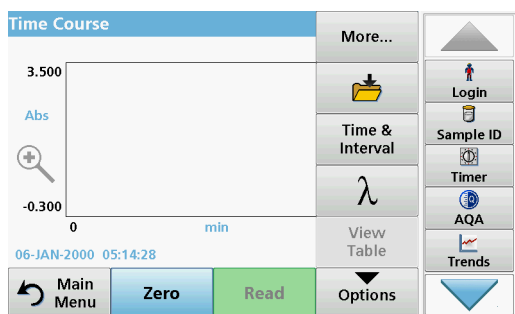 Time Course
More...
3.500
Abs
-0.300
0
min
06-JAN-2000 05:14:28
Time &
Interval
λ
View
Table
Main
Menu
Zero
Read
Options
Login
Sample ID
Timer
AQA
Trends